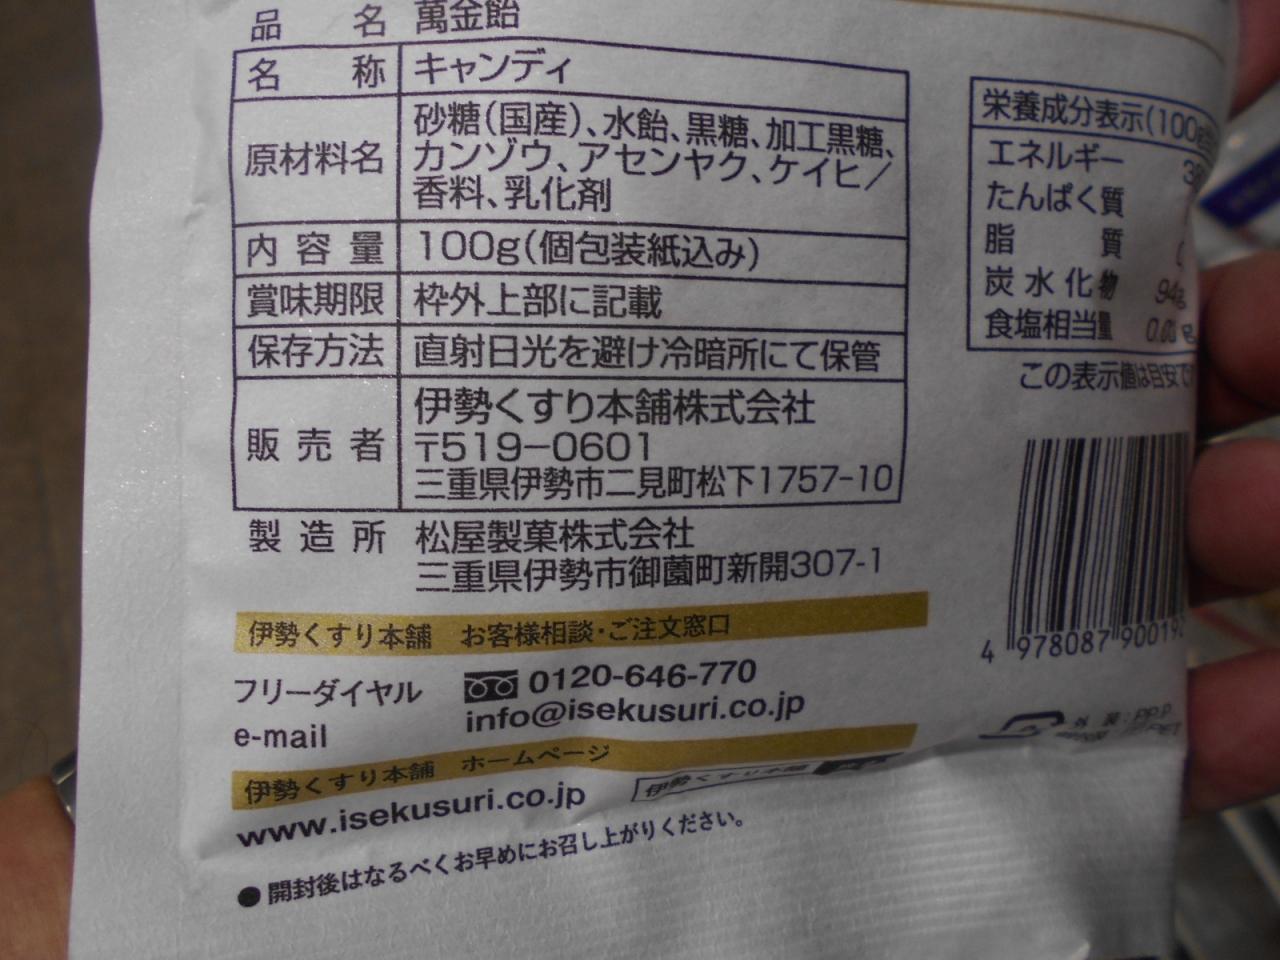 品名 萬金飴
名称 キャンディ
原材料名 砂糖(国産)、水飴、黒糖、加工黒糖、
カンゾウ、アセンヤク、ケイヒ/
香料、乳化剤
内容量 100g(個包装紙込み)
賞味期限 枠外上部に記載
保存方法 直射日光を避け冷暗所にて保管
販売者 伊勢くすり本舗株式会社
〒519-0601
三重県伊勢市二見町松下1757-10
製造所 松屋製菓株式会社
三重県伊勢市御薗町新開307-1
伊勢くすり本舗 お客様相談・ご注文窓口
フリーダイヤル 0120-646-770
e-mail info@isekusuri.co.jp
伊勢くすり本舗 ホームページ
www.isekusuri.co.jp
伊勢くすり本舗
●開封後はなるべくお早めにお召し上がりください。
栄養成分表示(100g
エネルギー
たんぱく質
脂質
炭水化物
食塩相当量
この表示値は目安で
4 978087 90019